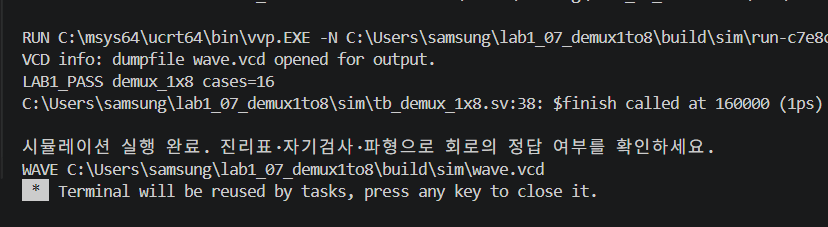 RUN C:\msys64\ucrt64\bin\vvp.EXE -N C:\Users\samsung\lab1_07_demux1to8\build\sim\run-c7e8c
VCD info: dumpfile wave.vcd opened for output.
LAB1_PASS demux_1x8 cases=16
C:\Users\samsung\lab1_07_demux1to8\sim\tb_demux_1x8.sv:38: $finish called at 160000 (1ps)
시뮬레이션 실행 완료. 진리표·자기검사·파형으로 회로의 정답 여부를 확인하세요.
WAVE C:\Users\samsung\lab1_07_demux1to8\build\sim\wave.vcd
* Terminal will be reused by tasks, press any key to close it.